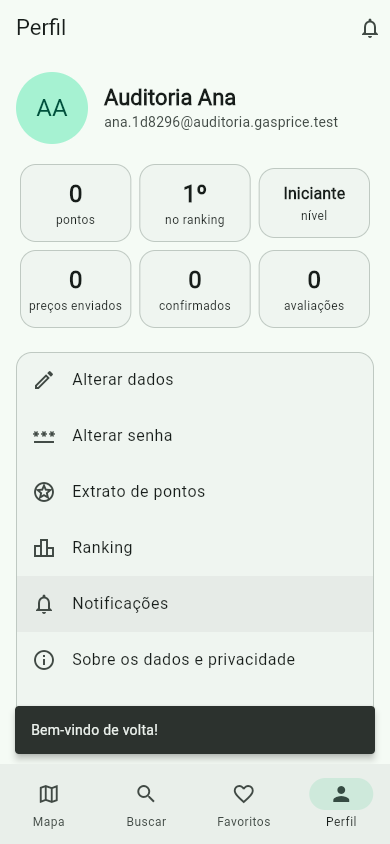 Perfil
AA
Auditoria Ana
ana.1d8296@auditoria.gasprice.test
0
pontos
1º
no ranking
Iniciante
nível
0
preços enviados
0
confirmados
0
avaliações
Alterar dados
Alterar senha
Extrato de pontos
Ranking
Notificações
Sobre os dados e privacidade
Bem-vindo de volta!
Mapa
Buscar
Favoritos
Perfil